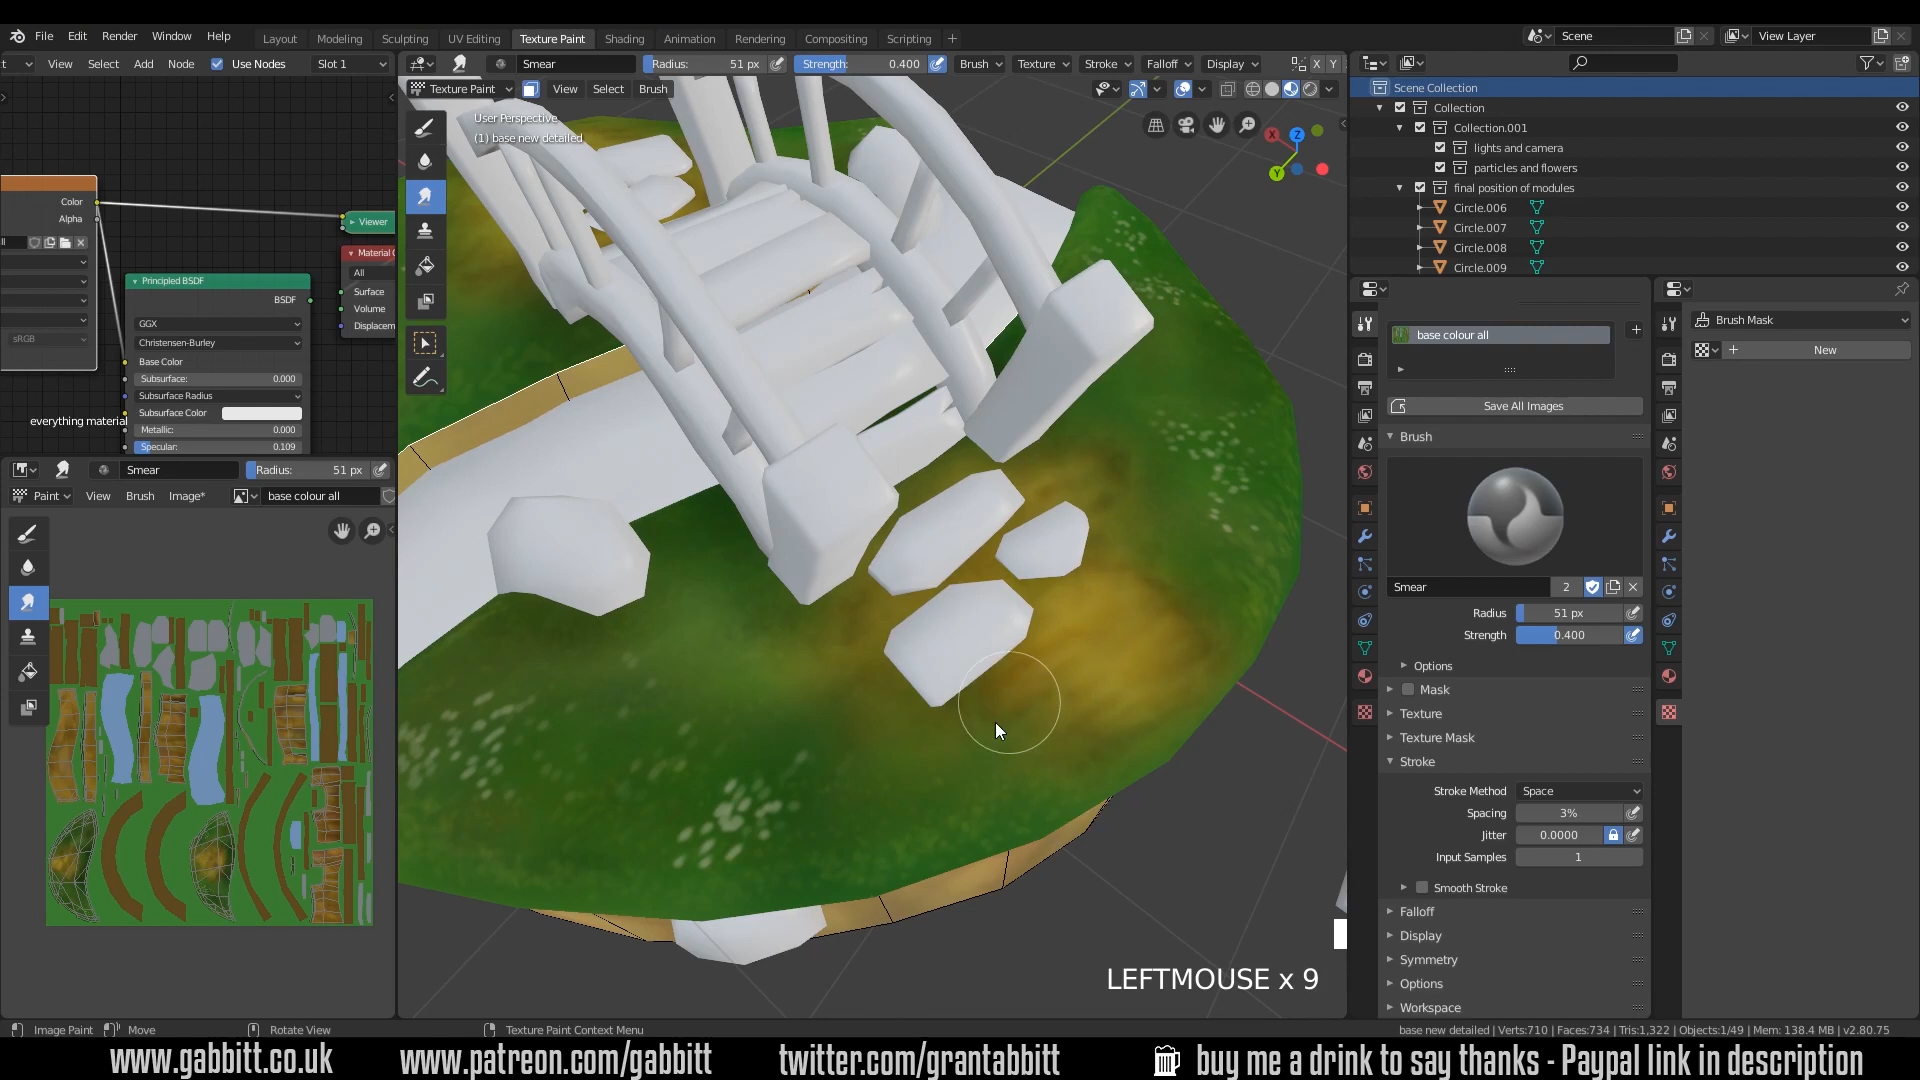 File Edit Render Window Help
Layout Modeling Sculpting UV Editing Texture Paint Shading Animation Rendering Compositing Scripting +
Scene View Layer
View Select Add Node Use Nodes Slot 1
Smear Radius: 51 px Strength: 0.400 Brush Texture Stroke Falloff Display X Y
Texture Paint View Select Brush
User Perspective
(1) base new detailed
Scene Collection
Collection
Collection.001
lights and camera
particles and flowers
final position of modules
Circle.006
Circle.007
Circle.008
Circle.009
Color
Alpha
Viewer
Material
All
Surface
Volume
Displacem
sRGB
Principled BSDF
BSDF
GGX
Christensen-Burley
Base Color
Subsurface: 0.000
Subsurface Radius
Subsurface Color
Metallic: 0.000
Specular: 0.109
everything material
Smear Radius: 51 px
Paint View Brush Image* base colour all
X Y Z
base colour all
Save All Images
Brush
Smear 2
Radius 51 px
Strength 0.400
Options
Mask
Texture
Texture Mask
Stroke
Stroke Method Space
Spacing 3%
Jitter 0.0000
Input Samples 1
Smooth Stroke
Falloff
Display
Symmetry
Options
Workspace
Brush Mask
New
LEFTMOUSE x 9
Image Paint Move Rotate View Texture Paint Context Menu
base new detailed | Verts:710 | Faces:734 | Tris:1,322 | Objects:1/49 | Mem: 138.4 MB | v2.80.75
www.gabbitt.co.uk www.patreon.com/gabbitt twitter.com/grantabbitt buy me a drink to say thanks - Paypal link in description